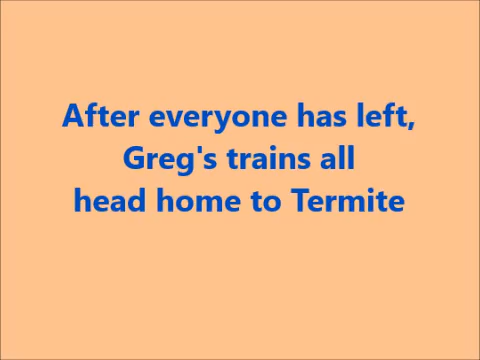 After everyone has left,
Greg's trains all
head home to Termite